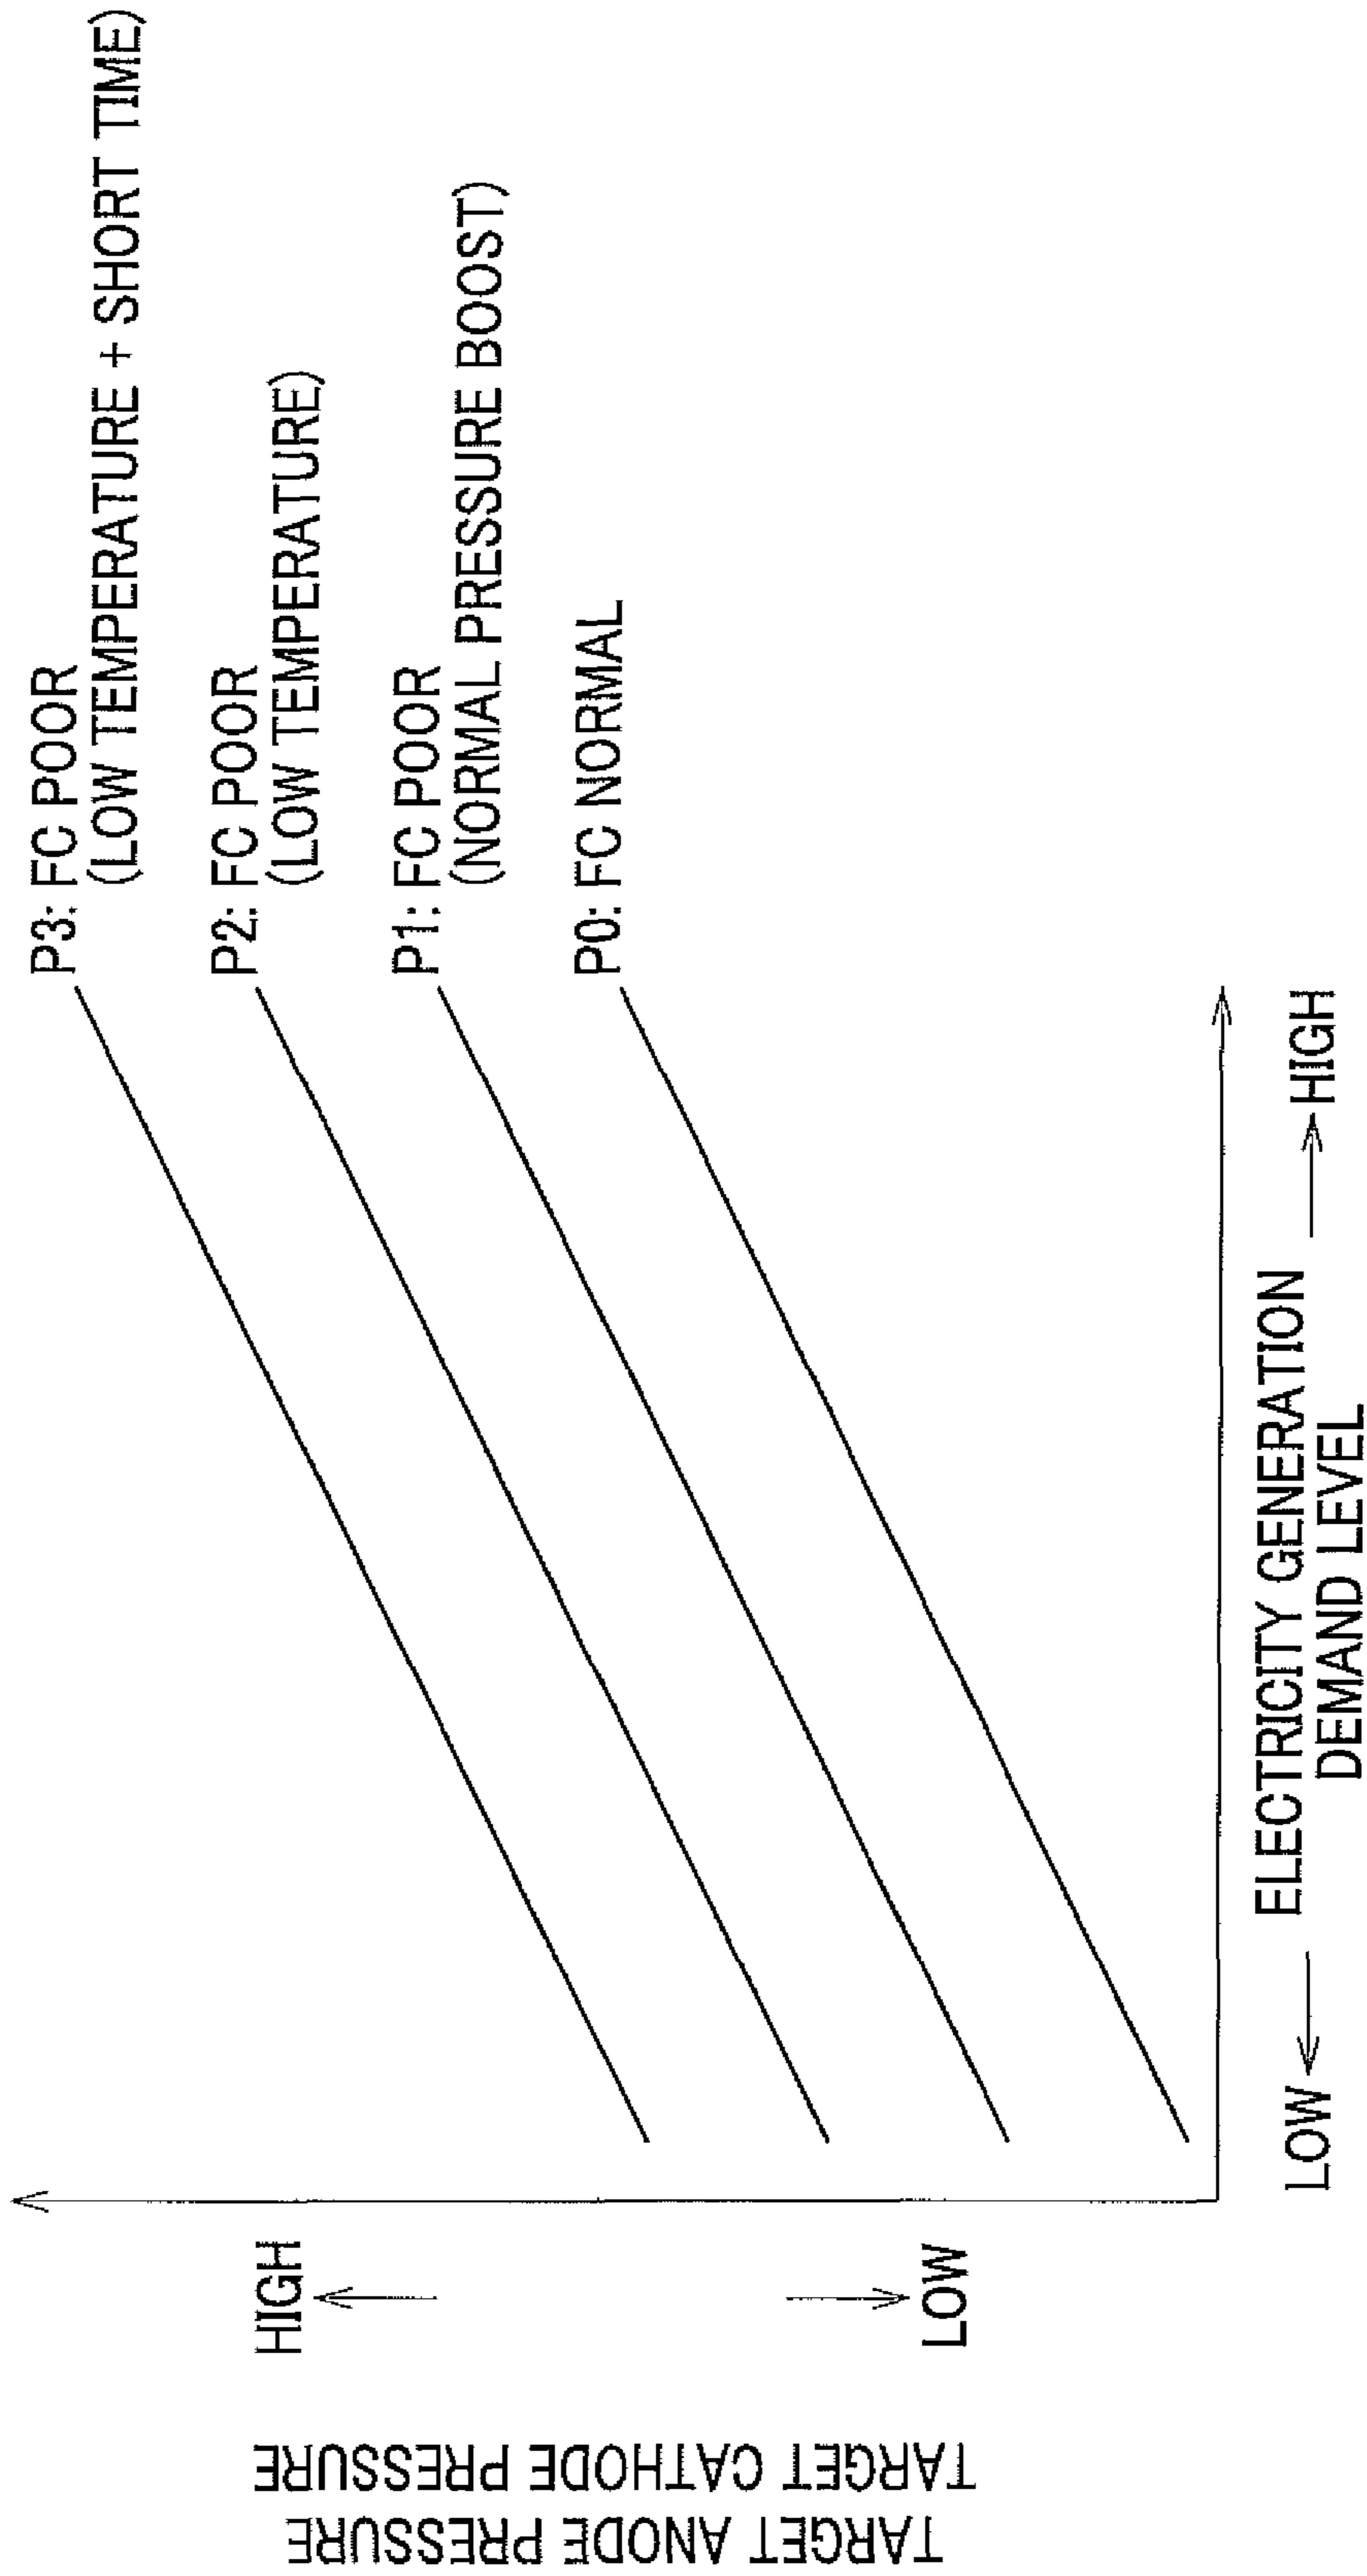 TARGET ANODE PRESSURE
TARGET CATHODE PRESSURE
HIGH
LOW
P3: FC POOR
(LOW TEMPERATURE + SHORT TIME)
P2: FC POOR
(LOW TEMPERATURE)
P1: FC POOR
(NORMAL PRESSURE BOOST)
P0: FC NORMAL
LOW
ELECTRICITY GENERATION
DEMAND LEVEL
HIGH